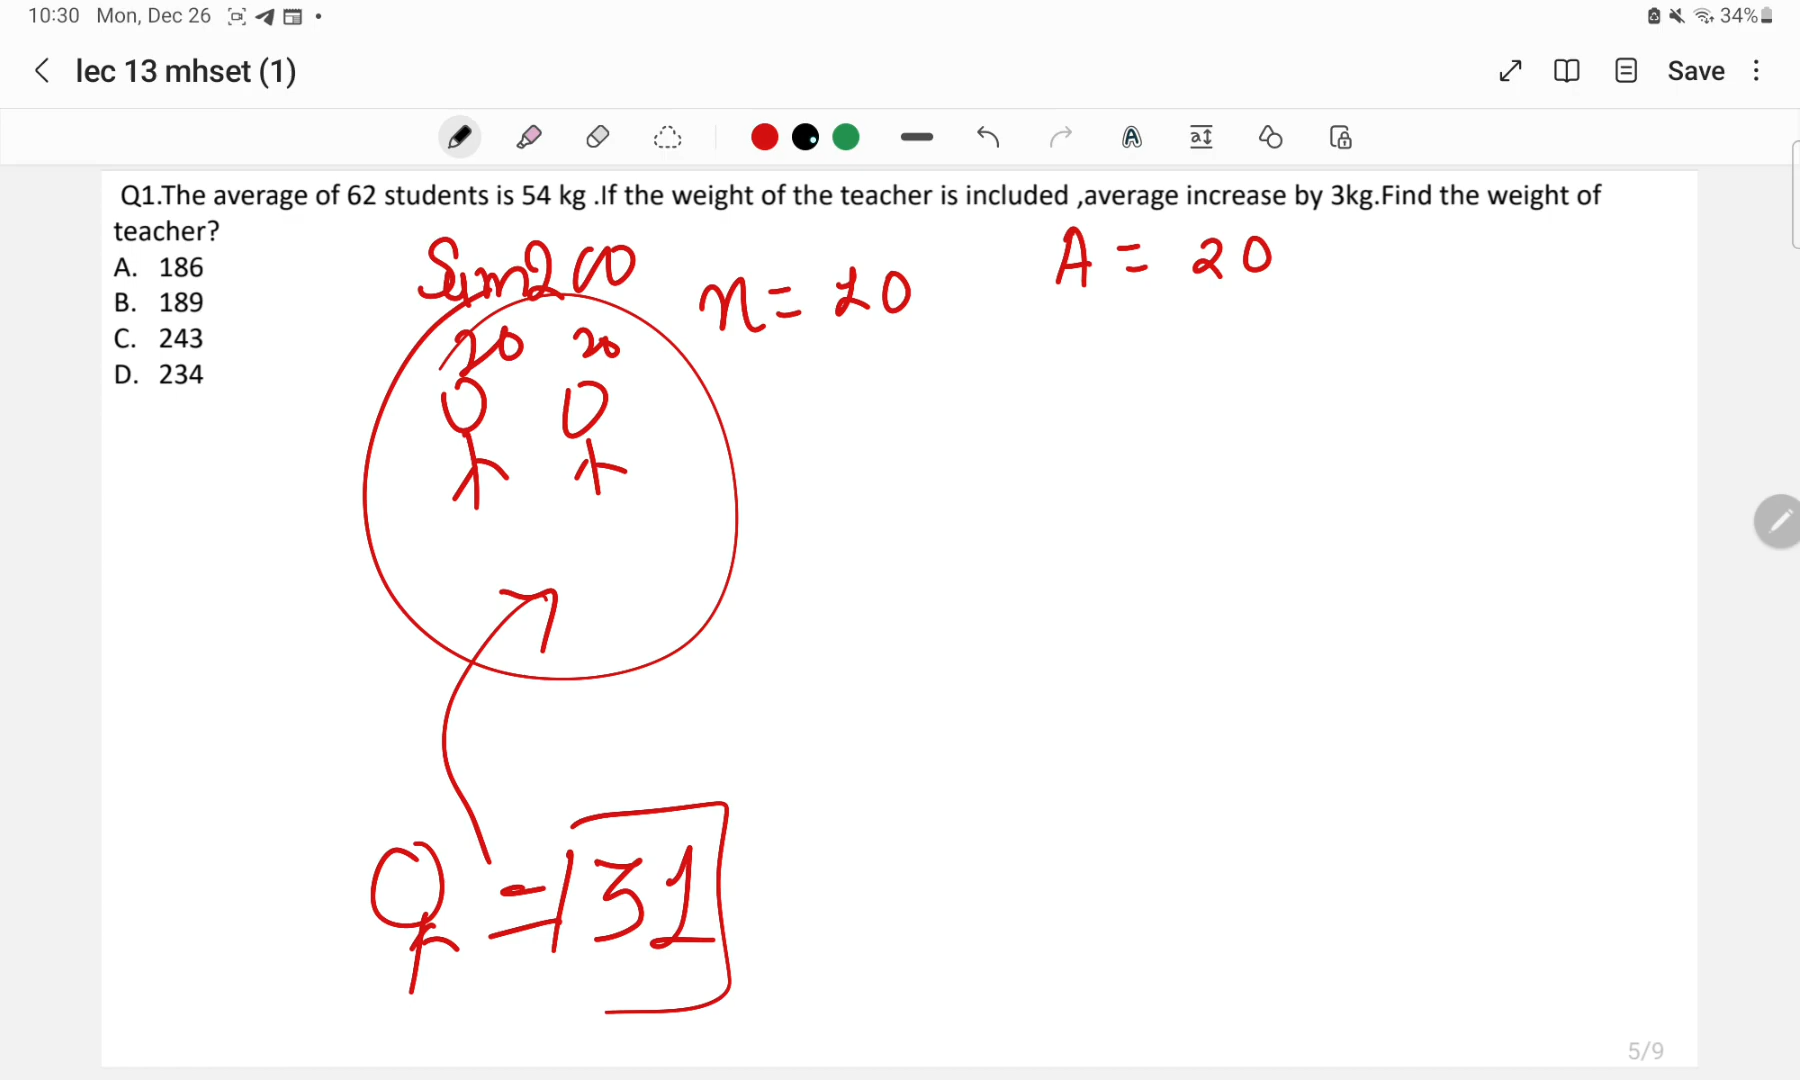 10:30 Mon, Dec 26
34%
lec 13 mhset (1)
Save
Q1.The average of 62 students is 54 kg .If the weight of the teacher is included ,average increase by 3kg.Find the weight of
teacher?
A. 186
B. 189
C. 243
D. 234
Sum200
n = 20
A = 20
20 20
=131
5/9